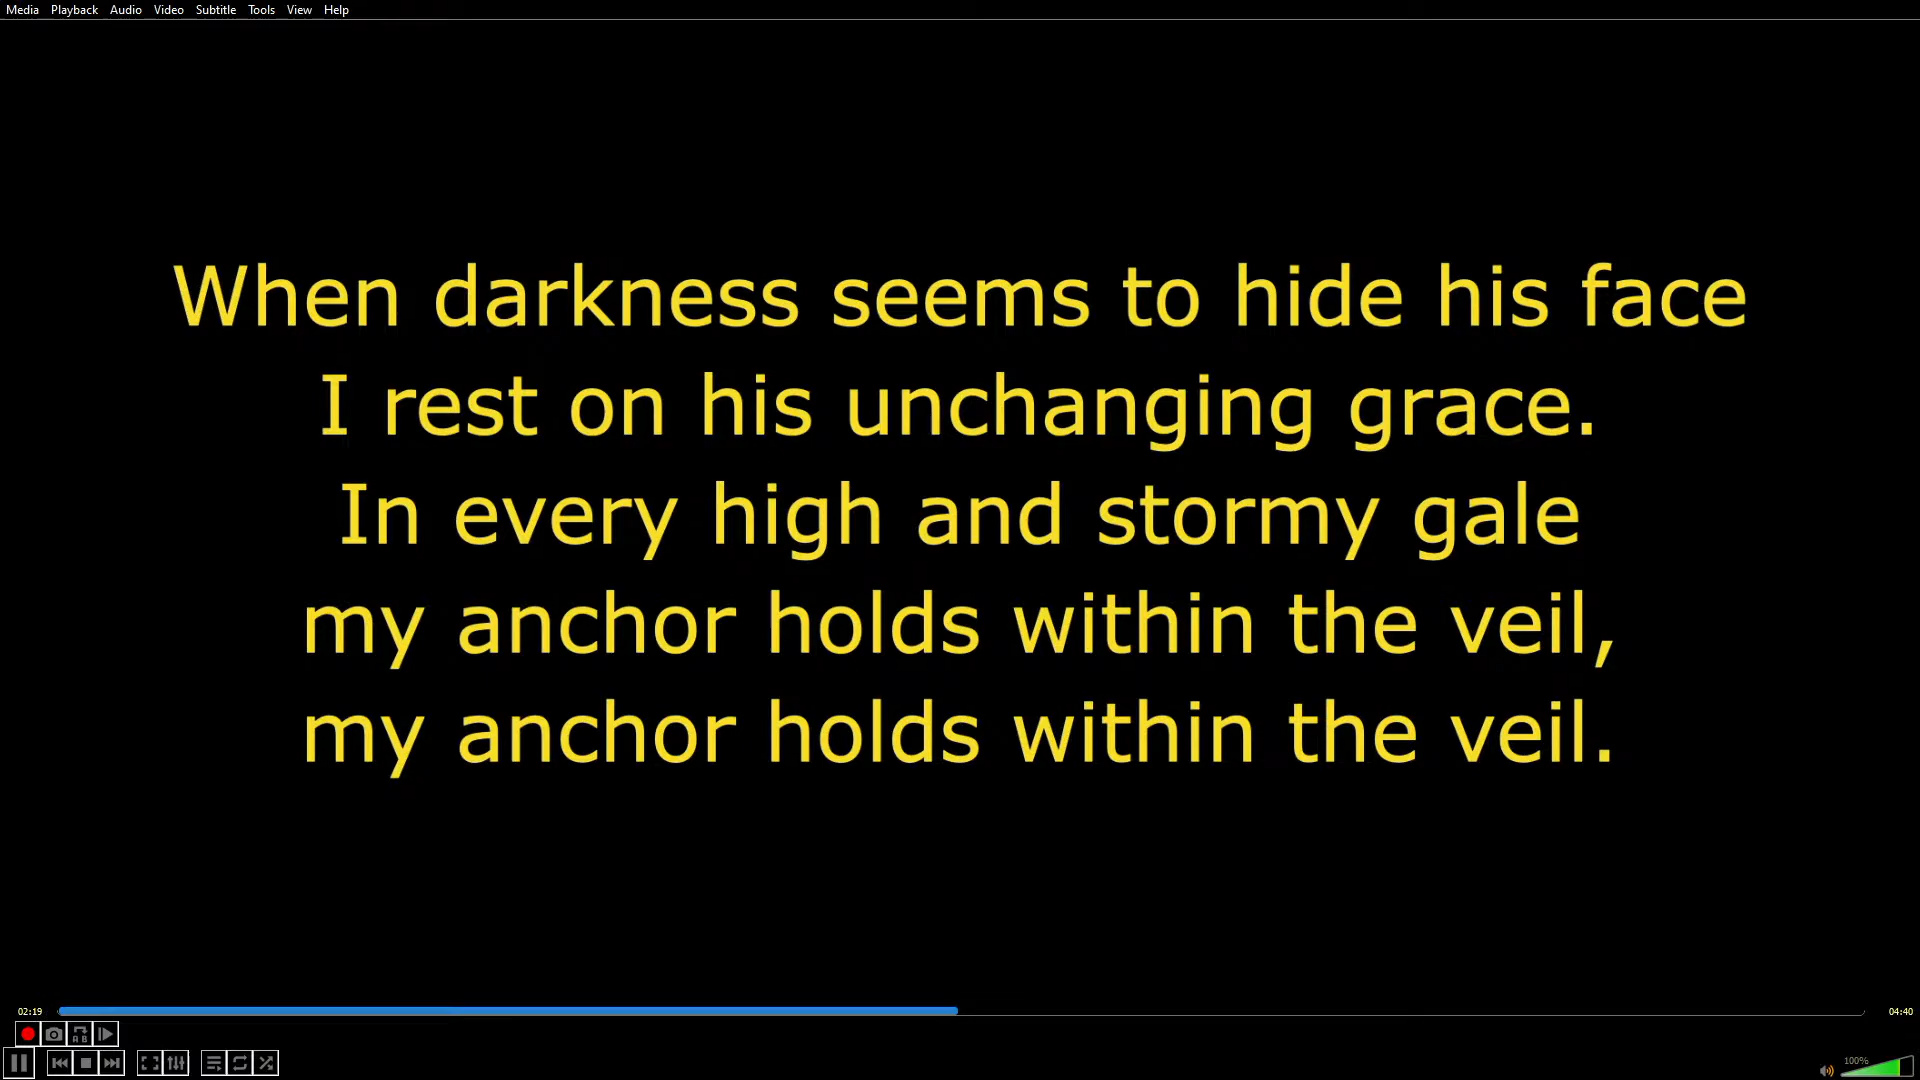 Media Playback Audio Video Subtitle Tools View Help
When darkness seems to hide his face
I rest on his unchanging grace.
In every high and stormy gale
my anchor holds within the veil,
my anchor holds within the veil.
02:19 04:40
A B
100%